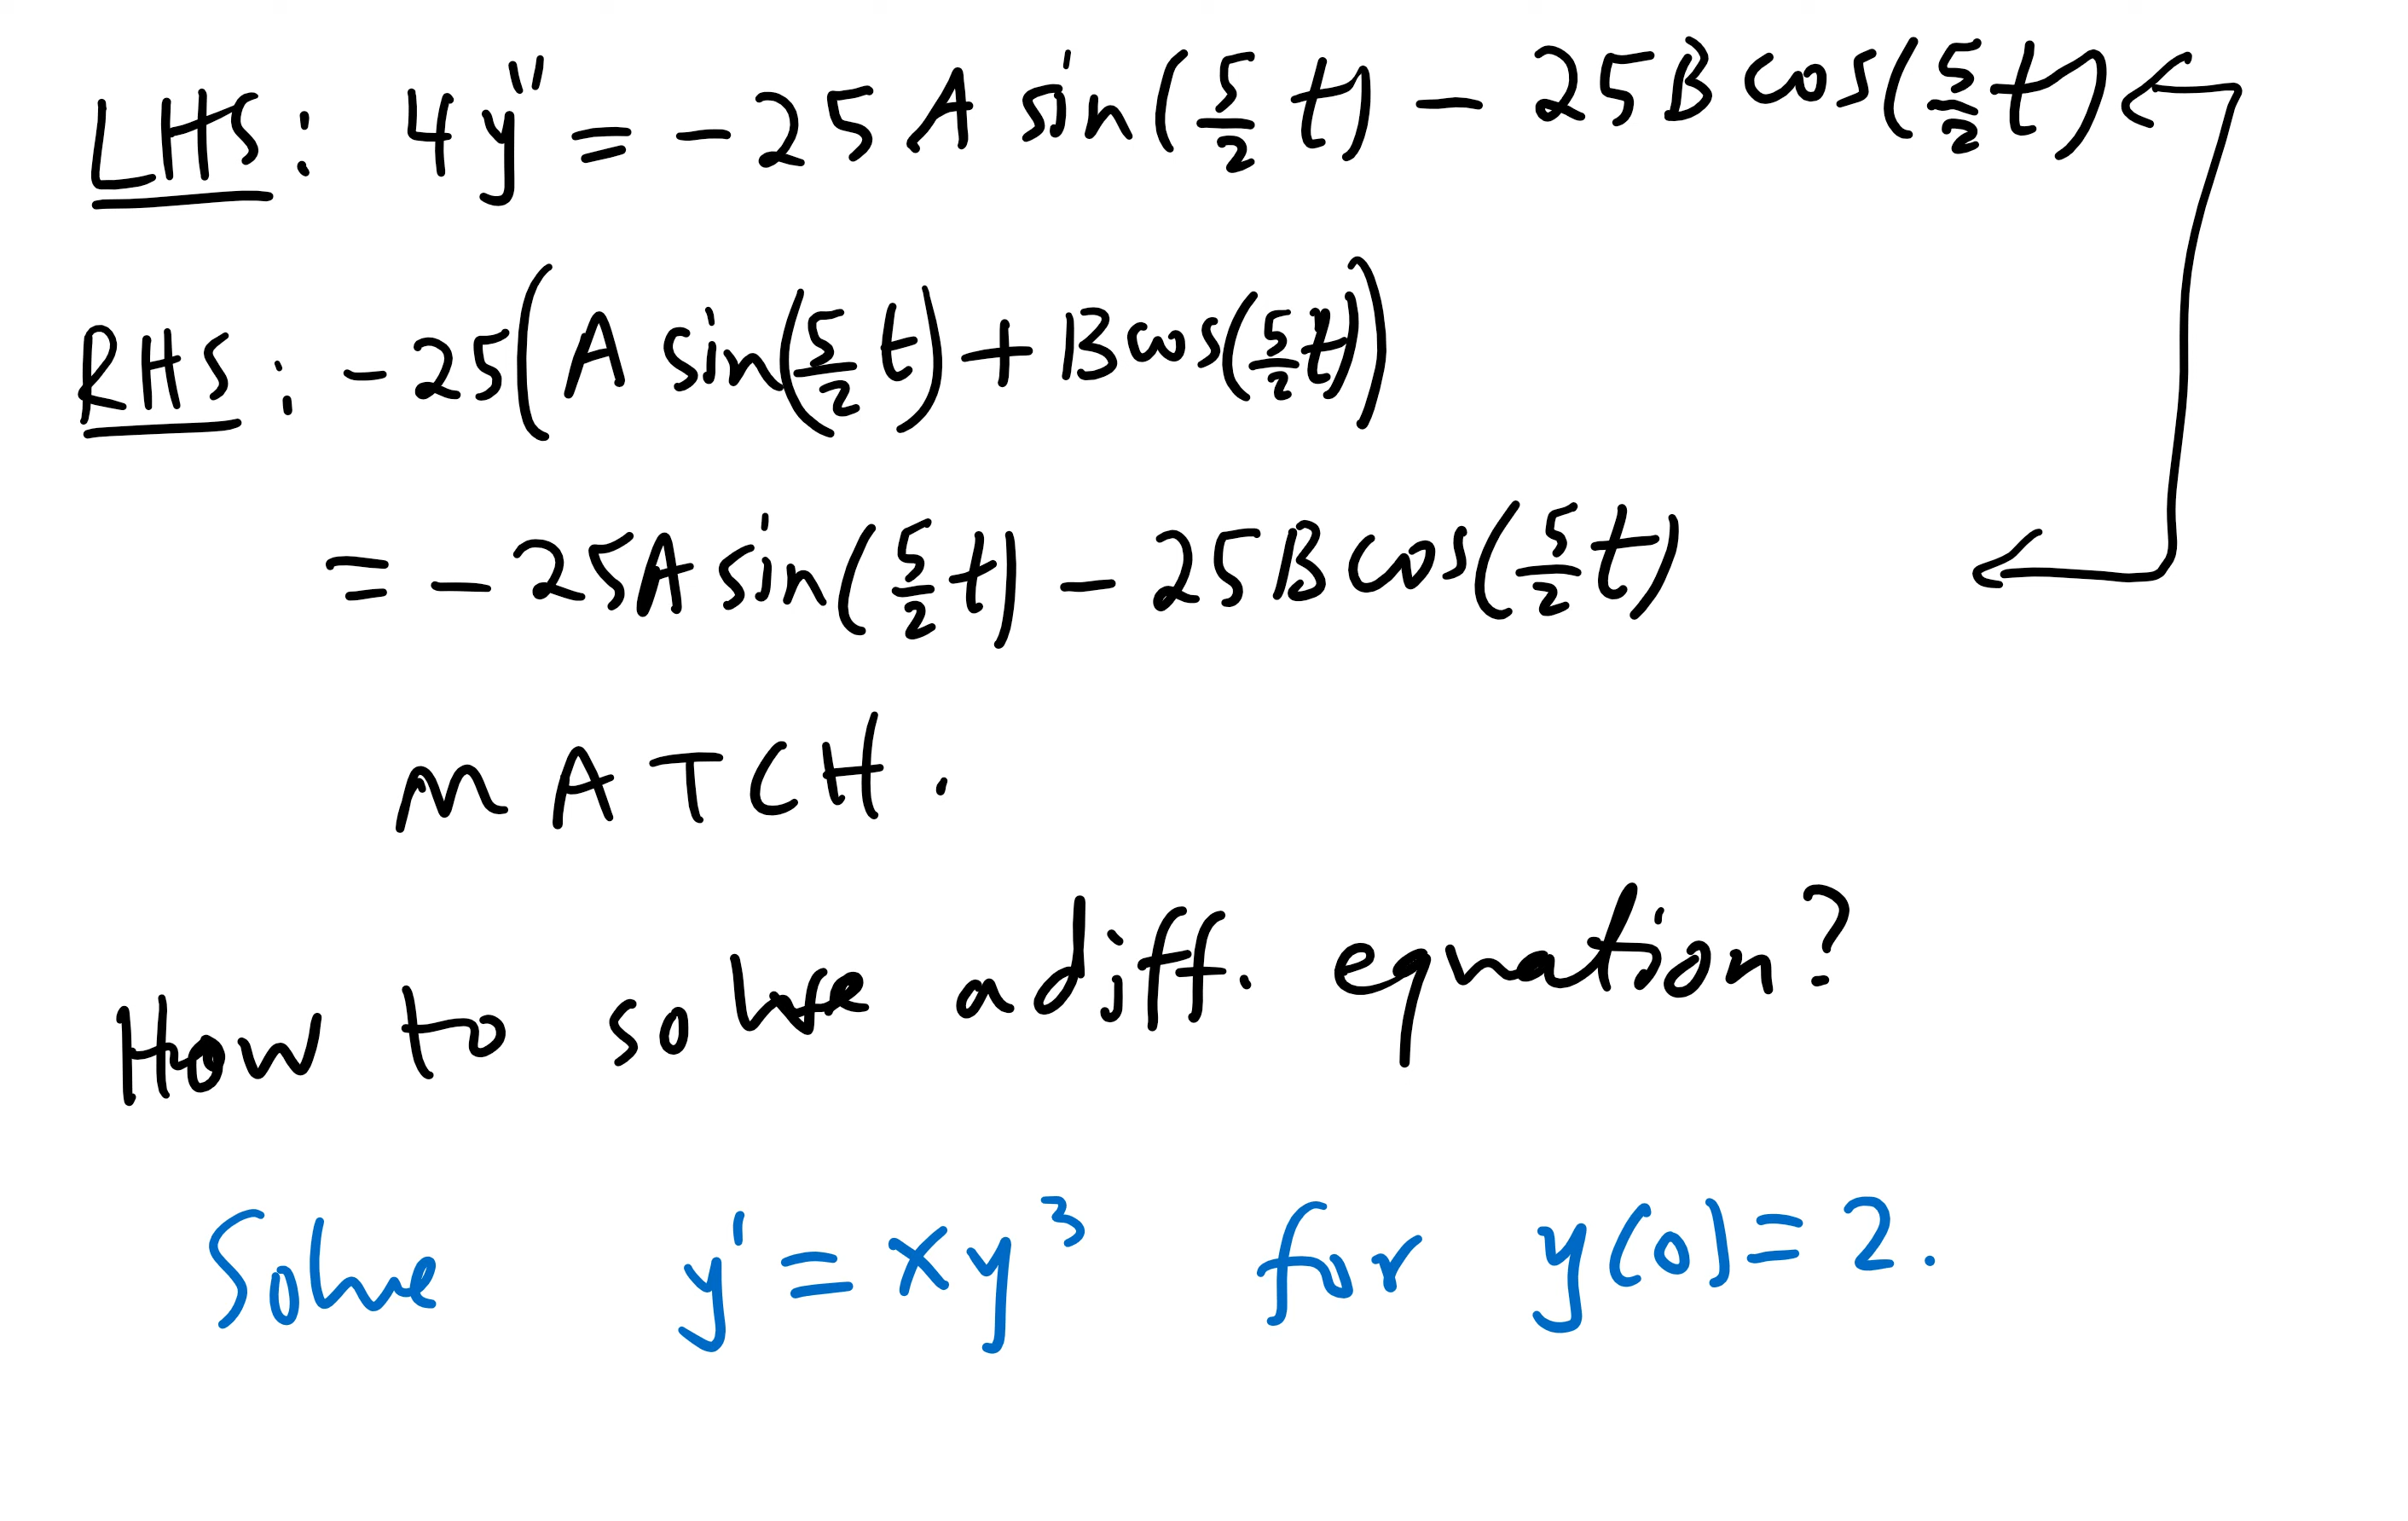 LHS: 4y'' = -25A sin(5/2 t) - 25B cos(5/2 t)
RHS: -25(A sin(5/2 t) + B cos(5/2 t))
= -25A sin(5/2 t) - 25B cos(5/2 t)
MATCH.
How to solve a diff. equation?
Solve y' = xy³ for y(0) = 2.